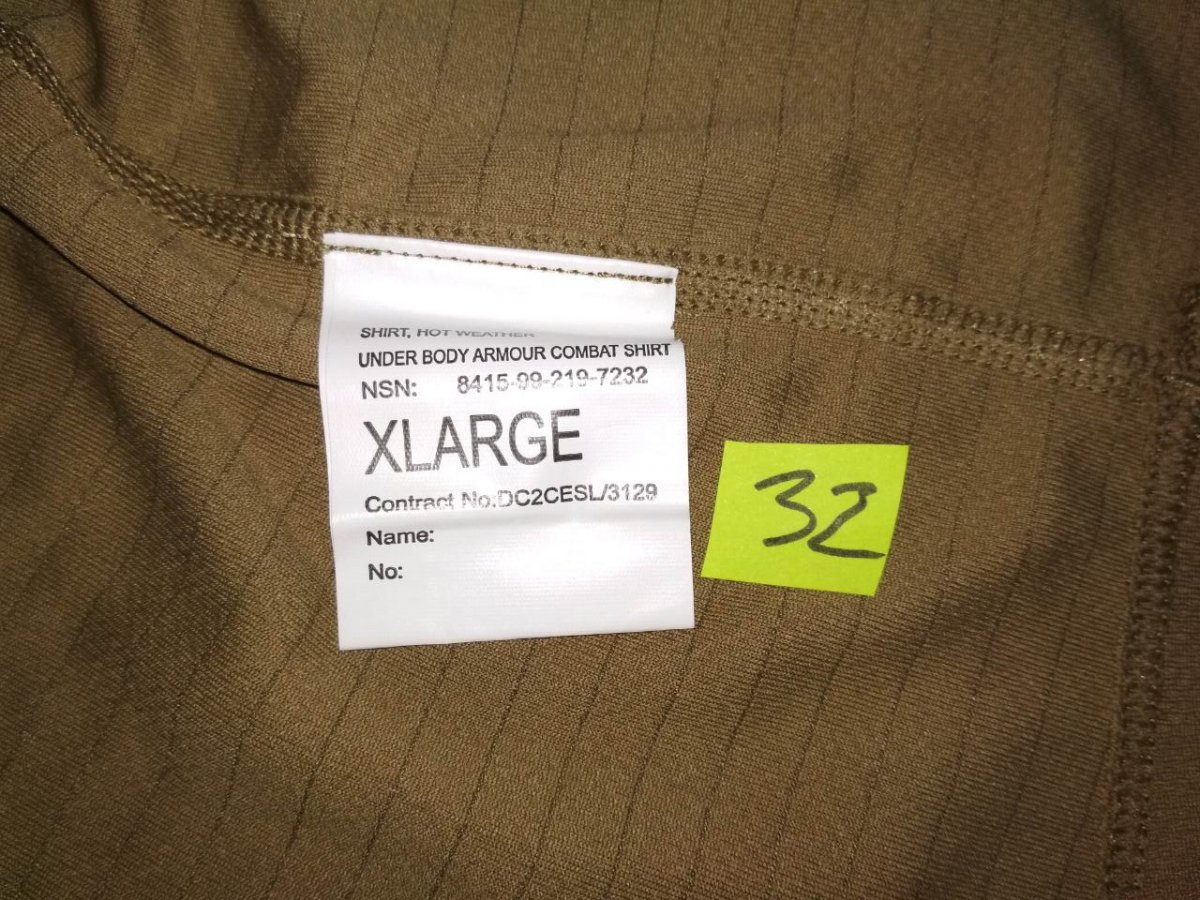 SHIRT, HOT WEATHER
UNDER BODY ARMOUR COMBAT SHIRT
NSN: 8415-99-219-7232
XLARGE
Contract No:DC2CESL/3129
Name:
No:
32